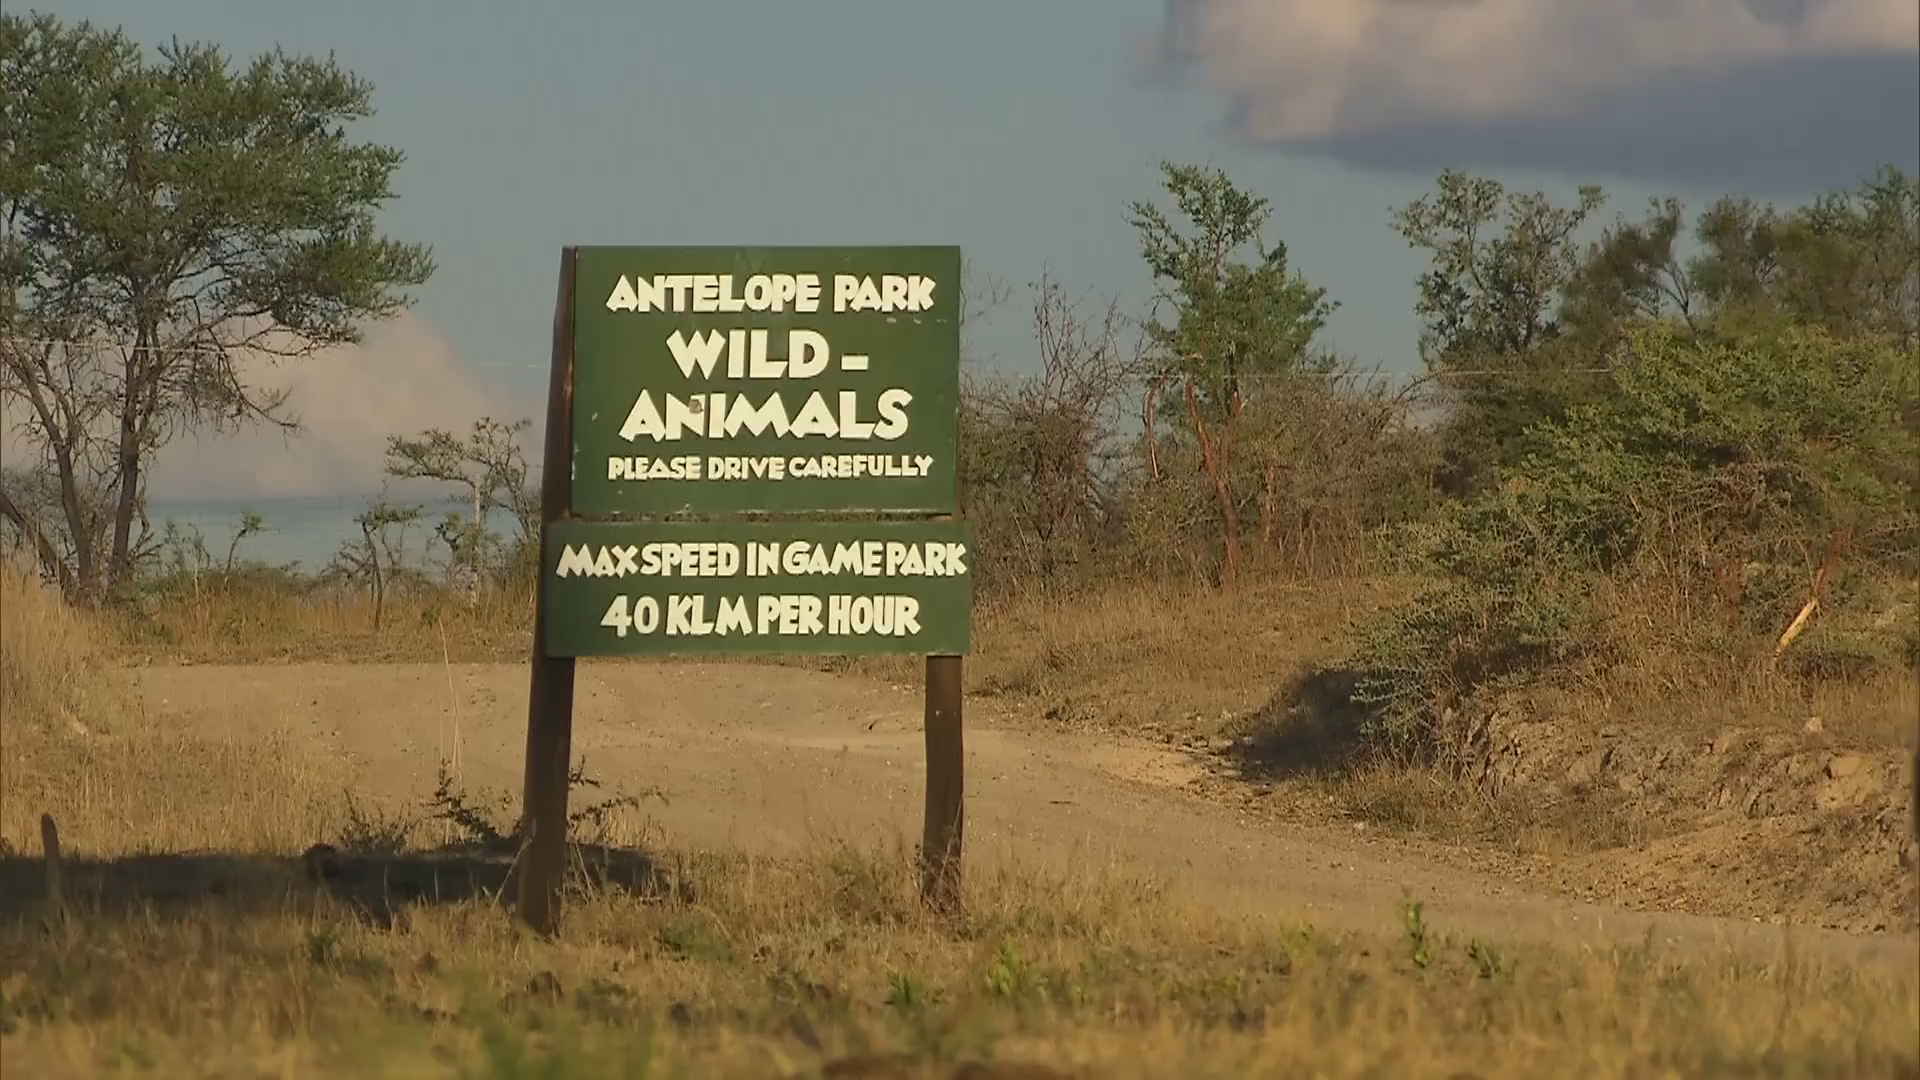 ANTELOPE PARK
WILD -
ANIMALS
PLEASE DRIVE CAREFULLY
MAX SPEED IN GAME PARK
40 KLM PER HOUR